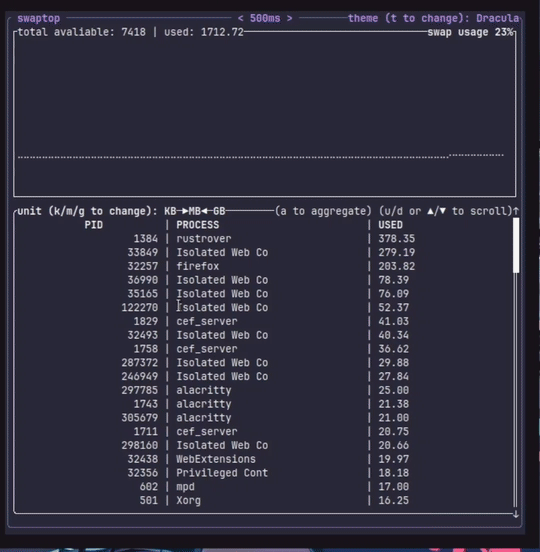 swaptop < 500ms > theme (t to change): Dracula
total avaliable: 7418 | used: 1712.72 swap usage 23%
unit (k/m/g to change): KB─►MB◄─GB (a to aggregate) (u/d or ▲/▼ to scroll)↑
PID | PROCESS | USED
1384 | rustrover | 378.35
33849 | Isolated Web Co | 279.19
32257 | firefox | 203.82
36990 | Isolated Web Co | 78.39
35165 | Isolated Web Co | 76.09
122270 | Isolated Web Co | 52.37
1829 | cef_server | 41.03
32493 | Isolated Web Co | 40.34
1758 | cef_server | 36.62
287372 | Isolated Web Co | 29.88
246949 | Isolated Web Co | 27.84
297785 | alacritty | 25.00
1743 | alacritty | 21.38
305679 | alacritty | 21.00
1711 | cef_server | 20.75
298160 | Isolated Web Co | 20.66
32438 | WebExtensions | 19.97
32356 | Privileged Cont | 18.18
602 | mpd | 17.00
501 | Xorg | 16.25